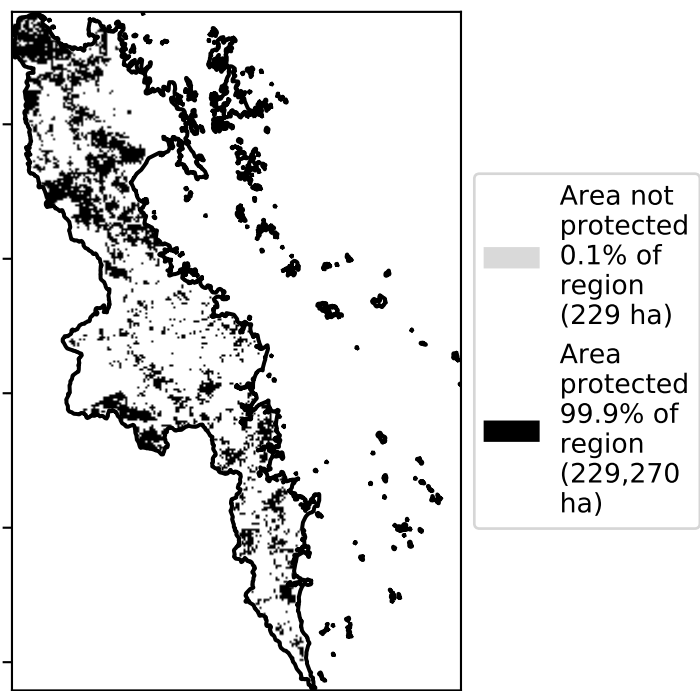 Area not
protected
0.1% of
region
(229 ha)
Area
protected
99.9% of
region
(229,270
ha)